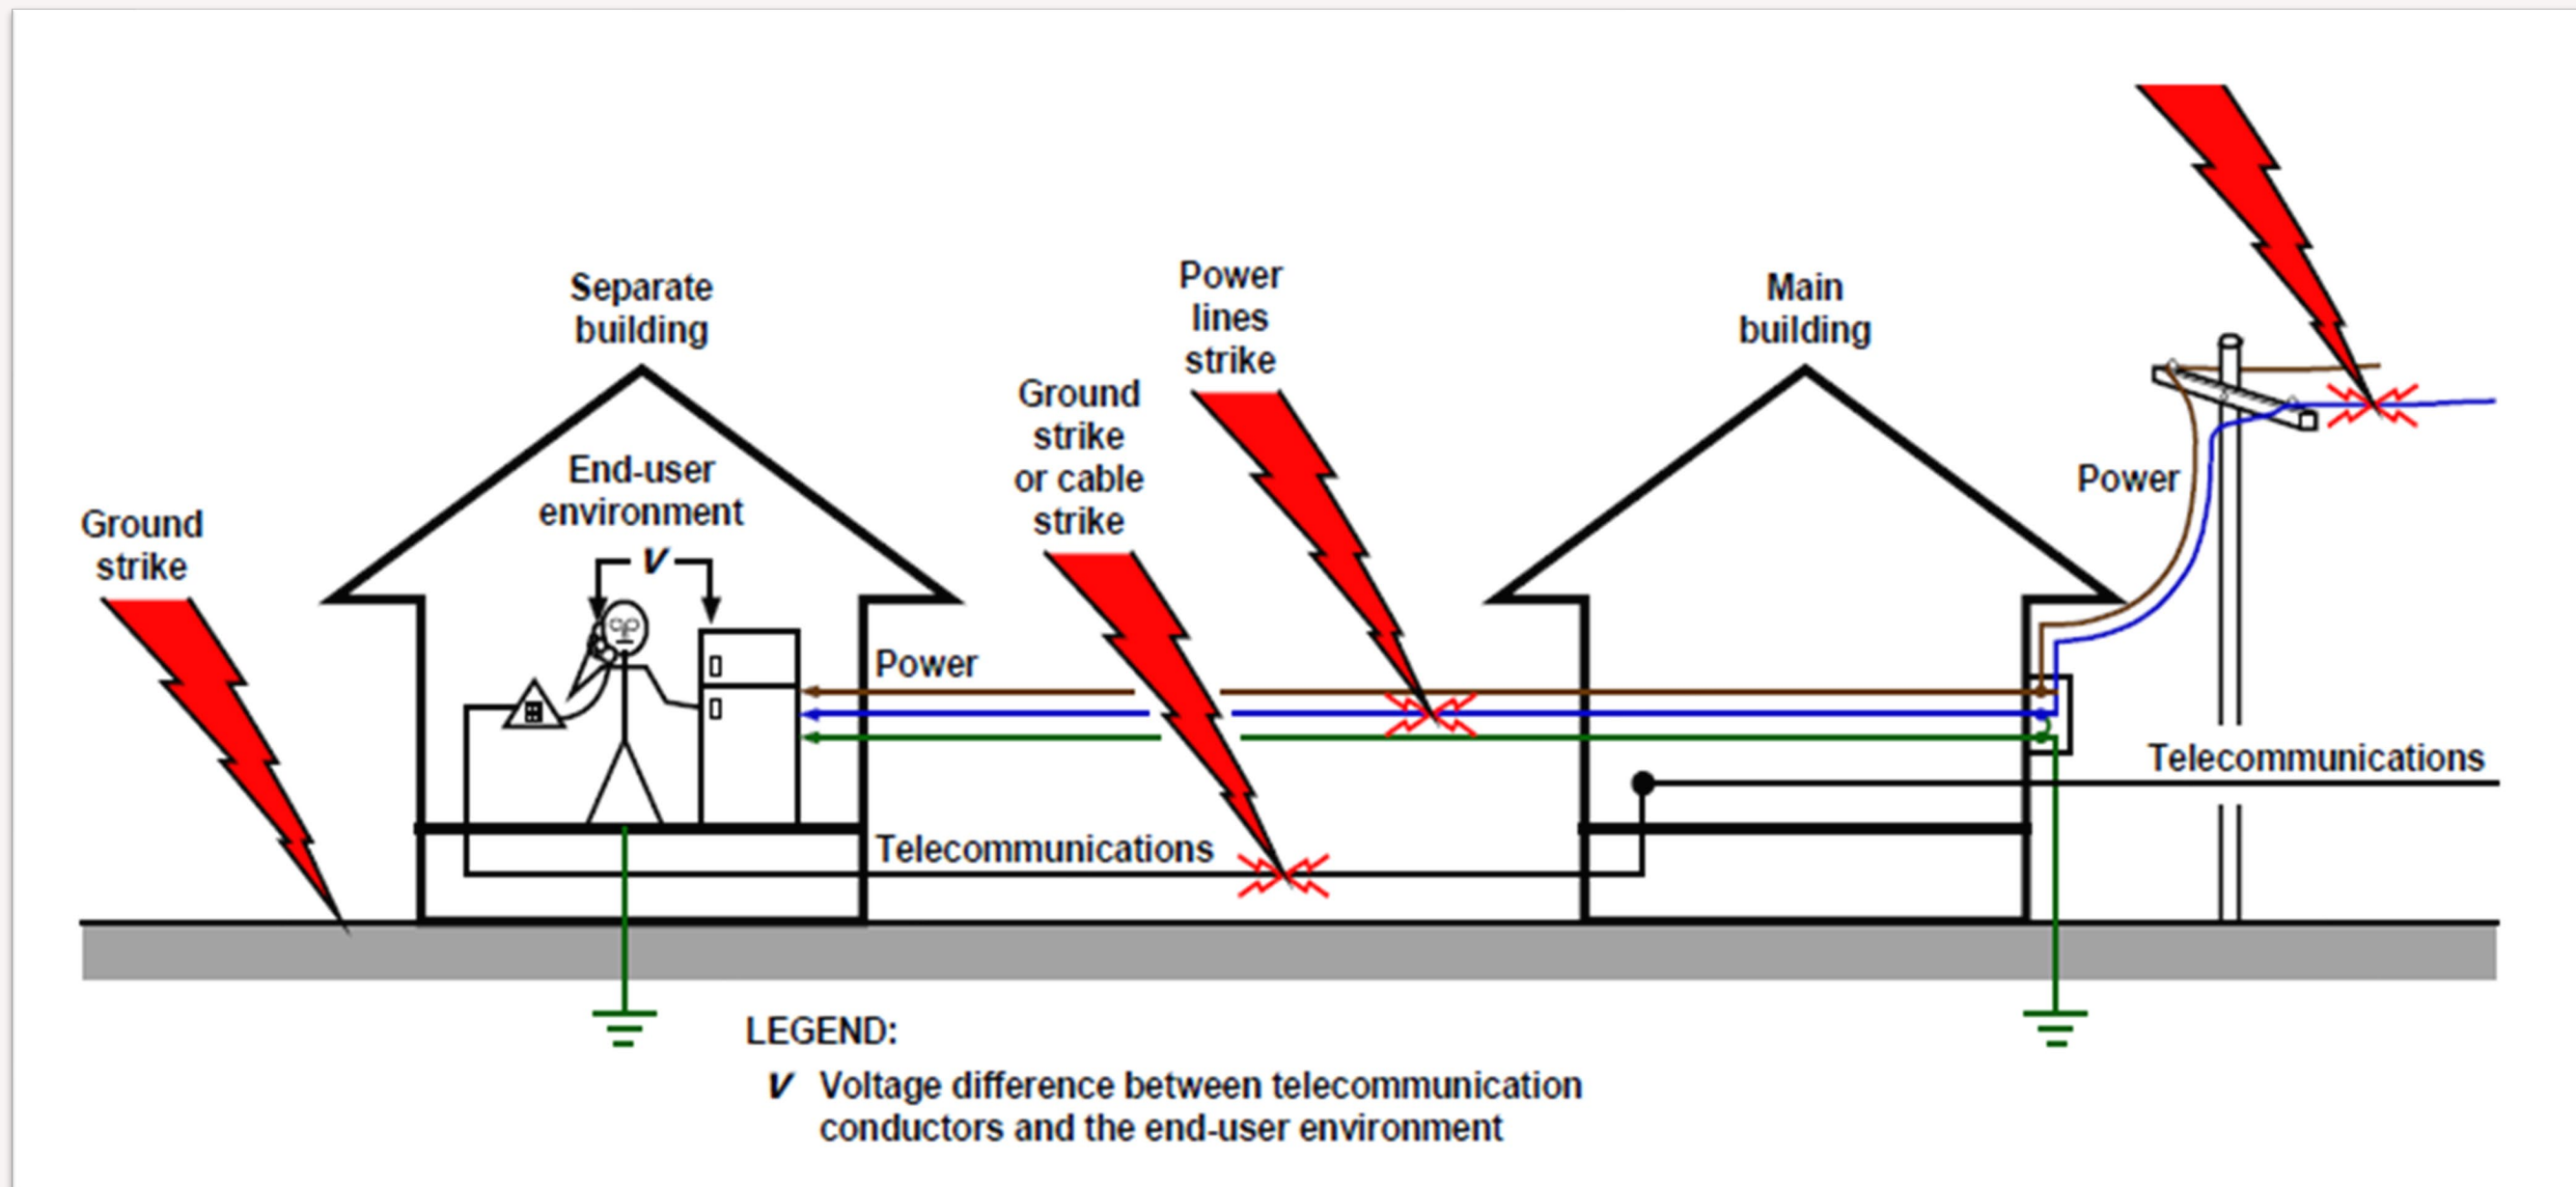 Separate
building
End-user
environment
V
Ground
strike
Ground
strike
or cable
strike
Power
lines
strike
Main
building
Power
Power
Telecommunications
Telecommunications
LEGEND:
V Voltage difference between telecommunication
conductors and the end-user environment